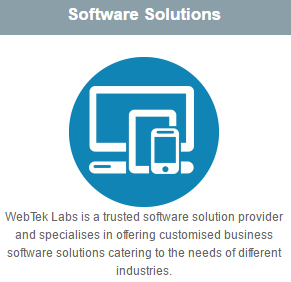 Software Solutions
WebTek Labs is a trusted software solution provider
and specialises in offering customised business
software solutions catering to the needs of different
industries.